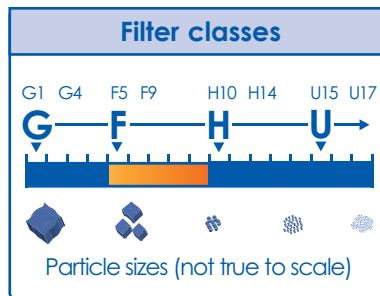 Filter classes
G1 G4 F5 F9 H10 H14 U15 U17
G F H U
Particle sizes (not true to scale)